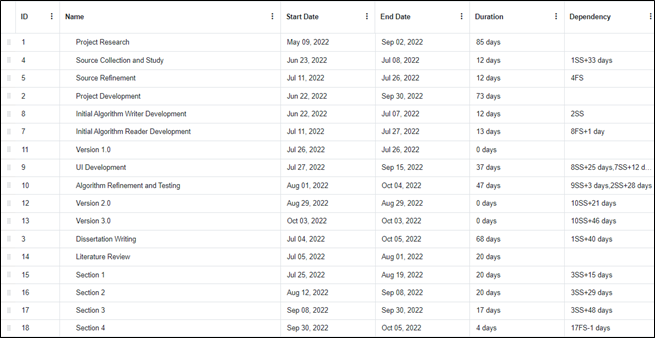 ID Name Start Date End Date Duration Dependency
1 Project Research May 09, 2022 Sep 02, 2022 85 days
4 Source Collection and Study Jun 23, 2022 Jul 08, 2022 12 days 1SS+33 days
5 Source Refinement Jul 11, 2022 Jul 26, 2022 12 days 4FS
2 Project Development Jun 22, 2022 Sep 30, 2022 73 days
8 Initial Algorithm Writer Development Jun 22, 2022 Jul 07, 2022 12 days 2SS
7 Initial Algorithm Reader Development Jul 11, 2022 Jul 27, 2022 13 days 8FS+1 day
11 Version 1.0 Jul 26, 2022 Jul 26, 2022 0 days
9 UI Development Jul 27, 2022 Sep 15, 2022 37 days 8SS+25 days,7SS+12 d...
10 Algorithm Refinement and Testing Aug 01, 2022 Oct 04, 2022 47 days 9SS+3 days,2SS+28 days
12 Version 2.0 Aug 29, 2022 Aug 29, 2022 0 days 10SS+21 days
13 Version 3.0 Oct 03, 2022 Oct 03, 2022 0 days 10SS+46 days
3 Dissertation Writing Jul 04, 2022 Oct 05, 2022 68 days 1SS+40 days
14 Literature Review Jul 05, 2022 Aug 01, 2022 20 days
15 Section 1 Jul 25, 2022 Aug 19, 2022 20 days 3SS+15 days
16 Section 2 Aug 12, 2022 Sep 08, 2022 20 days 3SS+29 days
17 Section 3 Sep 08, 2022 Sep 30, 2022 17 days 3SS+48 days
18 Section 4 Sep 30, 2022 Oct 05, 2022 4 days 17FS-1 days